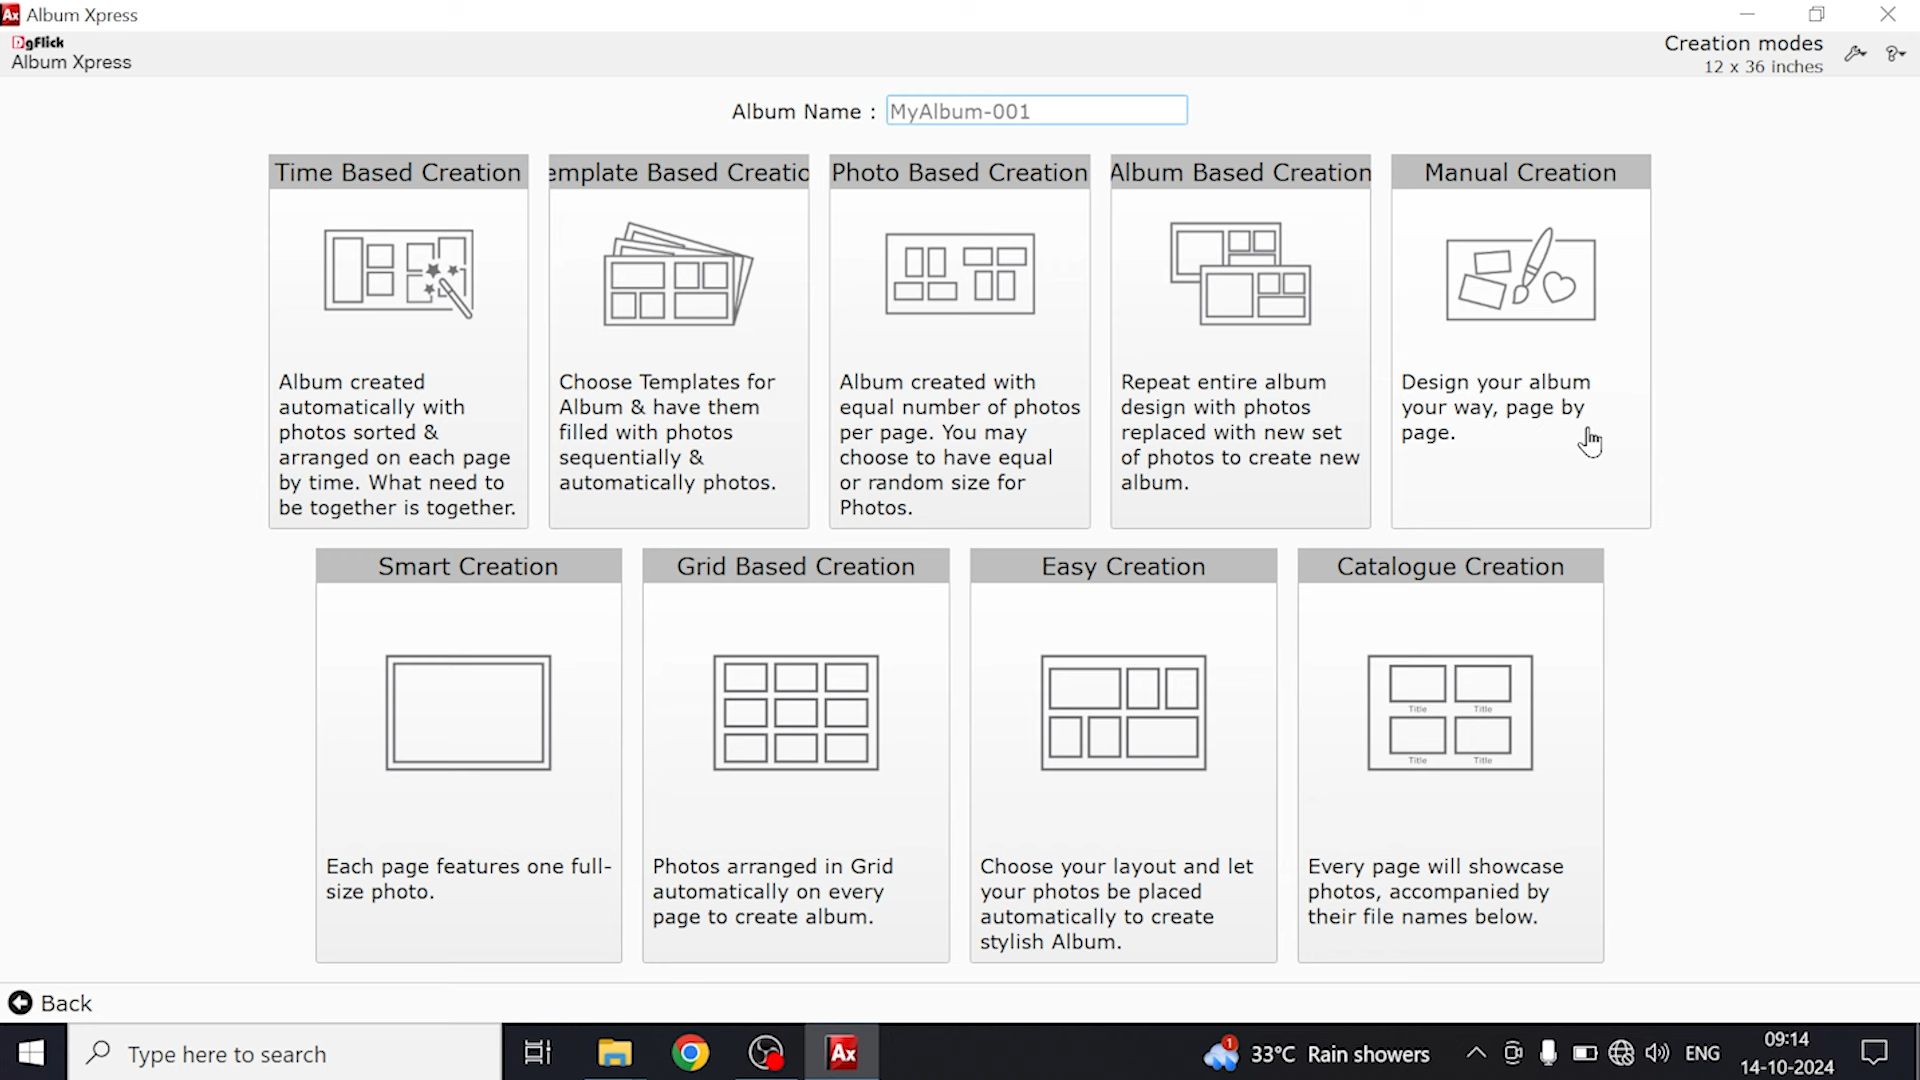 Ax Album Xpress
DgFlick
Album Xpress
Creation modes
12 x 36 inches
Album Name : MyAlbum-001
Time Based Creation
Album created
automatically with
photos sorted &
arranged on each page
by time. What need to
be together is together.
emplate Based Creatio
Choose Templates for
Album & have them
filled with photos
sequentially &
automatically photos.
Photo Based Creation
Album created with
equal number of photos
per page. You may
choose to have equal
or random size for
Photos.
Album Based Creation
Repeat entire album
design with photos
replaced with new set
of photos to create new
album.
Manual Creation
Design your album
your way, page by
page.
Smart Creation
Each page features one full-
size photo.
Grid Based Creation
Photos arranged in Grid
automatically on every
page to create album.
Easy Creation
Choose your layout and let
your photos be placed
automatically to create
stylish Album.
Catalogue Creation
Title Title
Title Title
Every page will showcase
photos, accompanied by
their file names below.
Back
Type here to search
Ax
1
33°C Rain showers
ENG
09:14
14-10-2024